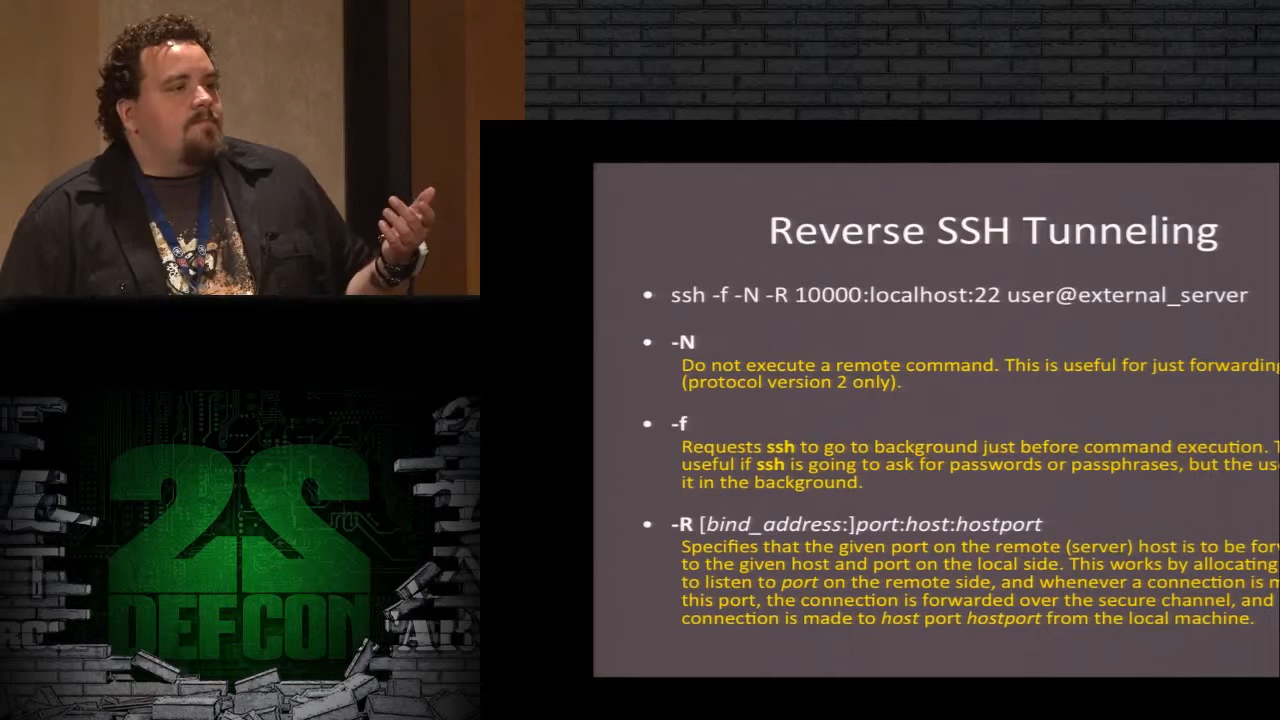 Reverse SSH Tunneling
• ssh -f -N -R 10000:localhost:22 user@external_server
• -N
Do not execute a remote command. This is useful for just forwarding
(protocol version 2 only).
• -f
Requests ssh to go to background just before command execution. T
useful if ssh is going to ask for passwords or passphrases, but the us
it in the background.
• -R [bind_address:]port:host:hostport
Specifies that the given port on the remote (server) host is to be for
to the given host and port on the local side. This works by allocating
to listen to port on the remote side, and whenever a connection is m
this port, the connection is forwarded over the secure channel, and
connection is made to host port hostport from the local machine.
22
DEFCON